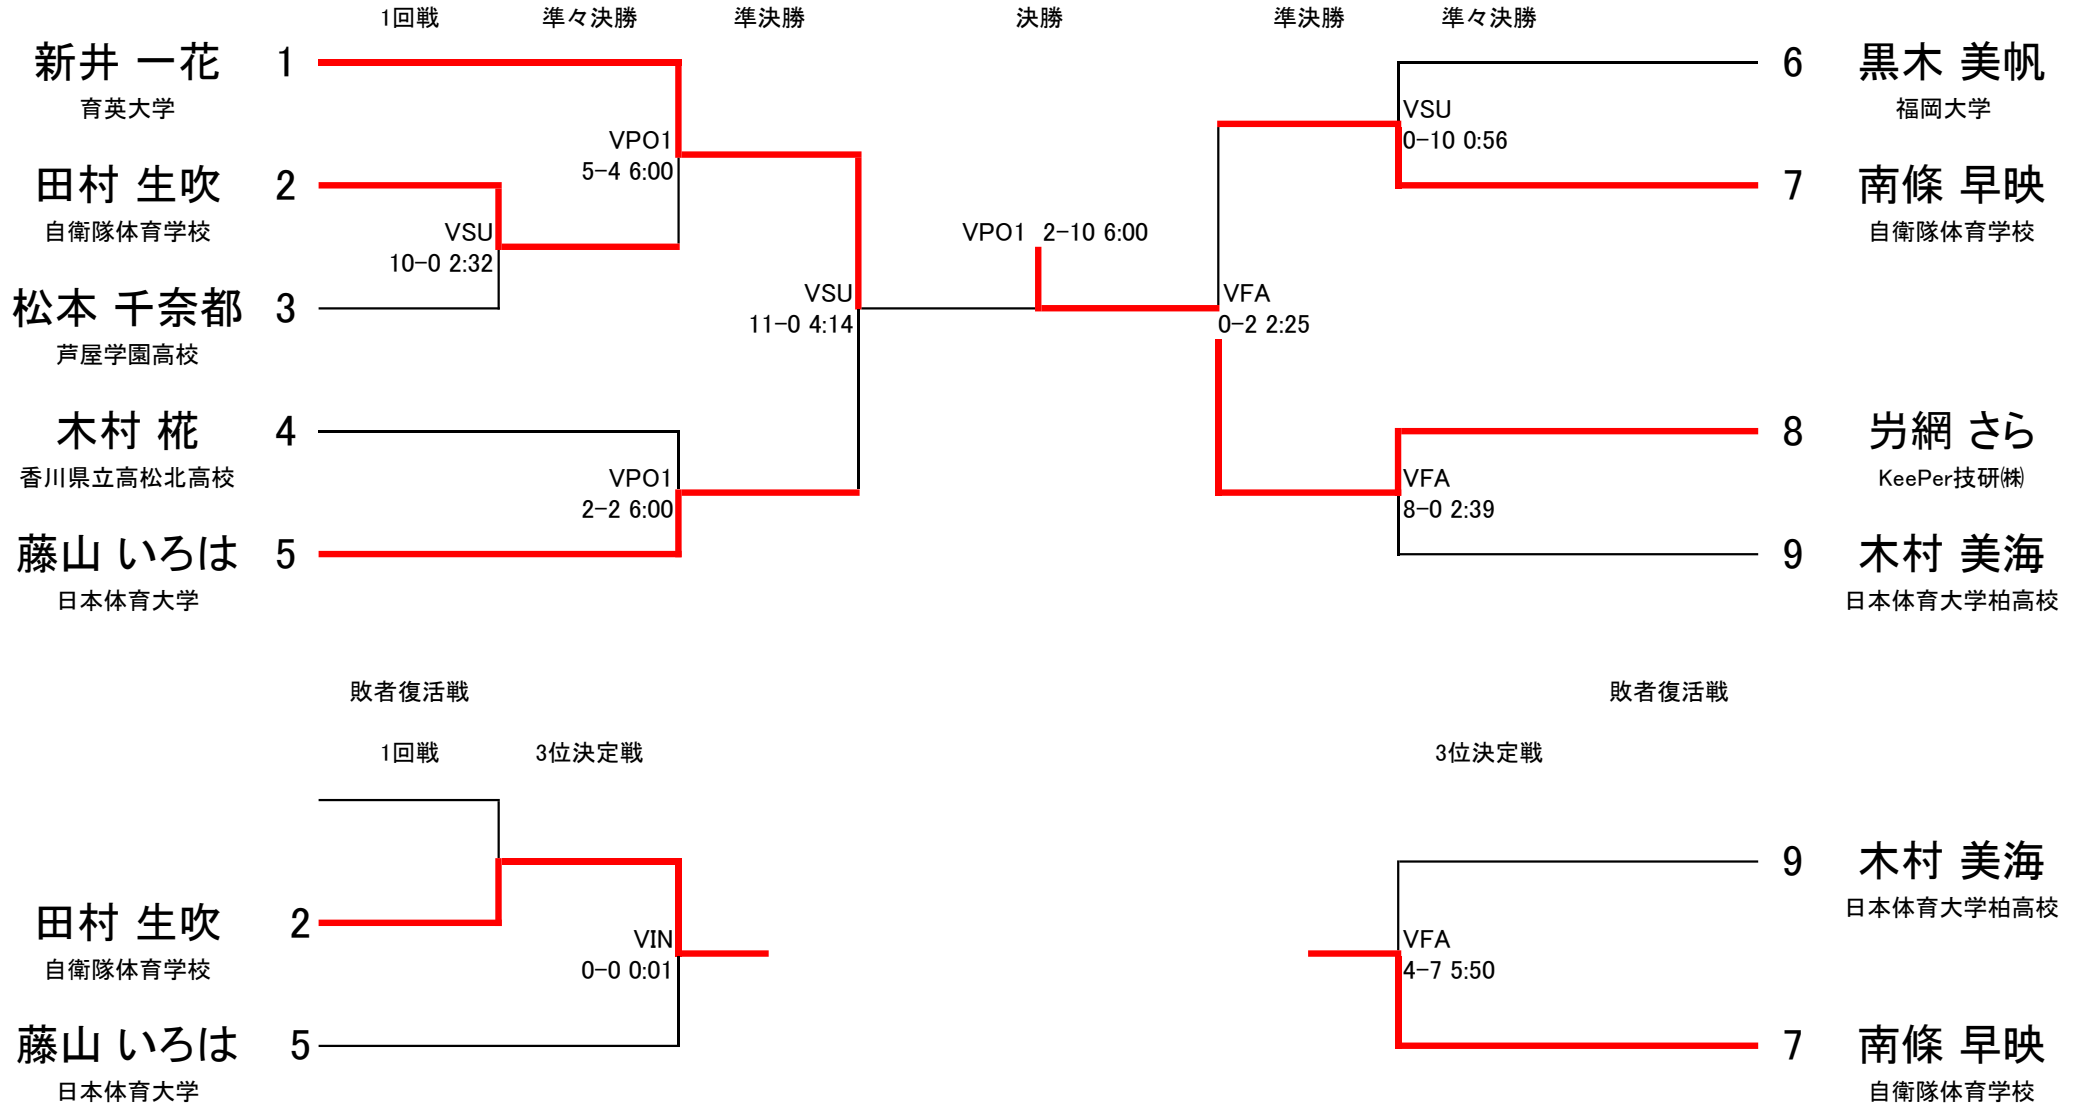 1回戦 準々決勝 準決勝 決勝 準決勝 準々決勝
新井 一花 1
育英大学
6 黒木 美帆
福岡大学
VSU
0-10 0:56
VPO1
5-4 6:00
田村 生吹 2
自衛隊体育学校
7 南條 早映
自衛隊体育学校
VSU
10-0 2:32
VPO1 2-10 6:00
松本 千奈都 3
芦屋学園高校
VSU
11-0 4:14
VFA
0-2 2:25
木村 椛 4
香川県立高松北高校
8 屶網 さら
KeePer技研㈱
VPO1
2-2 6:00
VFA
8-0 2:39
藤山 いろは 5
日本体育大学
9 木村 美海
日本体育大学柏高校
敗者復活戦 敗者復活戦
1回戦 3位決定戦 3位決定戦
9 木村 美海
日本体育大学柏高校
田村 生吹 2
自衛隊体育学校
VIN
0-0 0:01
VFA
4-7 5:50
藤山 いろは 5
日本体育大学
7 南條 早映
自衛隊体育学校